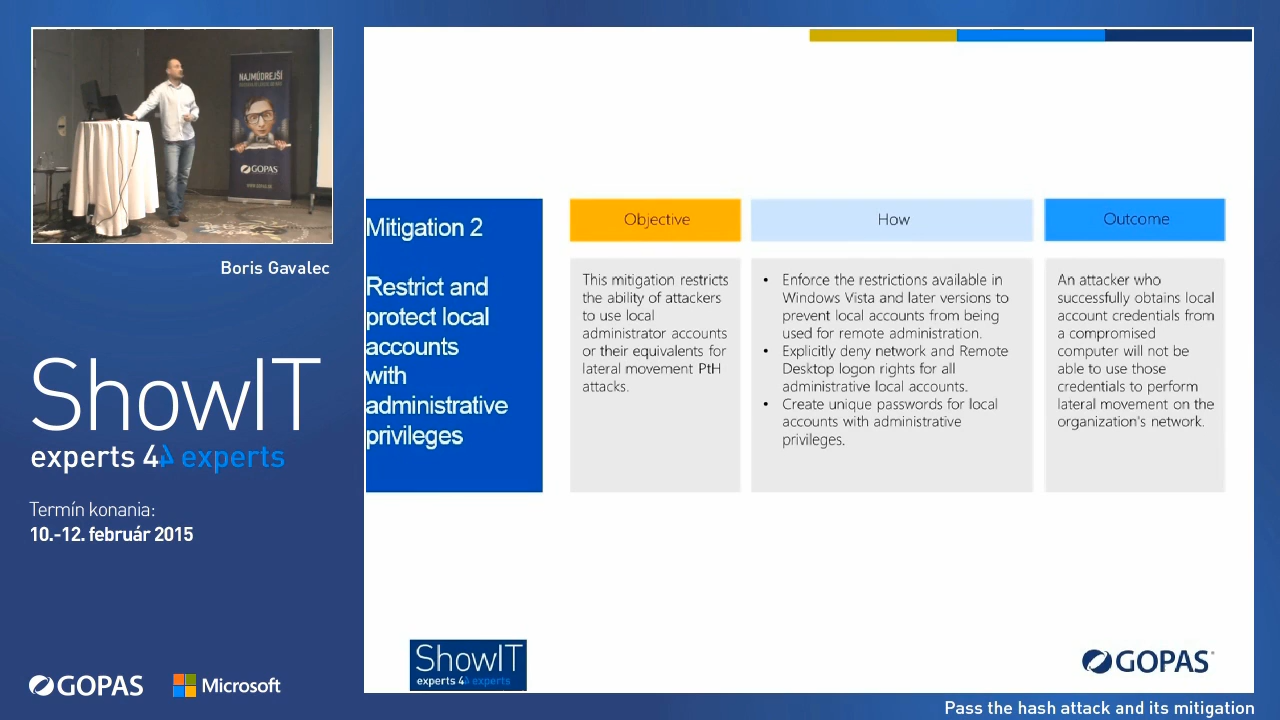 NAJMÚDREJŠÍ
GOPAS
Boris Gavalec
ShowIT
experts 44 experts
Termín konania:
10.-12. február 2015
GOPAS
Microsoft
Mitigation 2
Restrict and
protect local
accounts
with
administrative
privileges
Objective
This mitigation restricts
the ability of attackers
to use local
administrator accounts
or their equivalents for
lateral movement PtH
attacks.
How
• Enforce the restrictions available in
Windows Vista and later versions to
prevent local accounts from being
used for remote administration.
• Explicitly deny network and Remote
Desktop logon rights for all
administrative local accounts.
• Create unique passwords for local
accounts with administrative
privileges.
Outcome
An attacker who
successfully obtains local
account credentials from
a compromised
computer will not be
able to use those
credentials to perform
lateral movement on the
organization's network.
ShowIT
experts 44 experts
GOPAS
Pass the hash attack and its mitigation